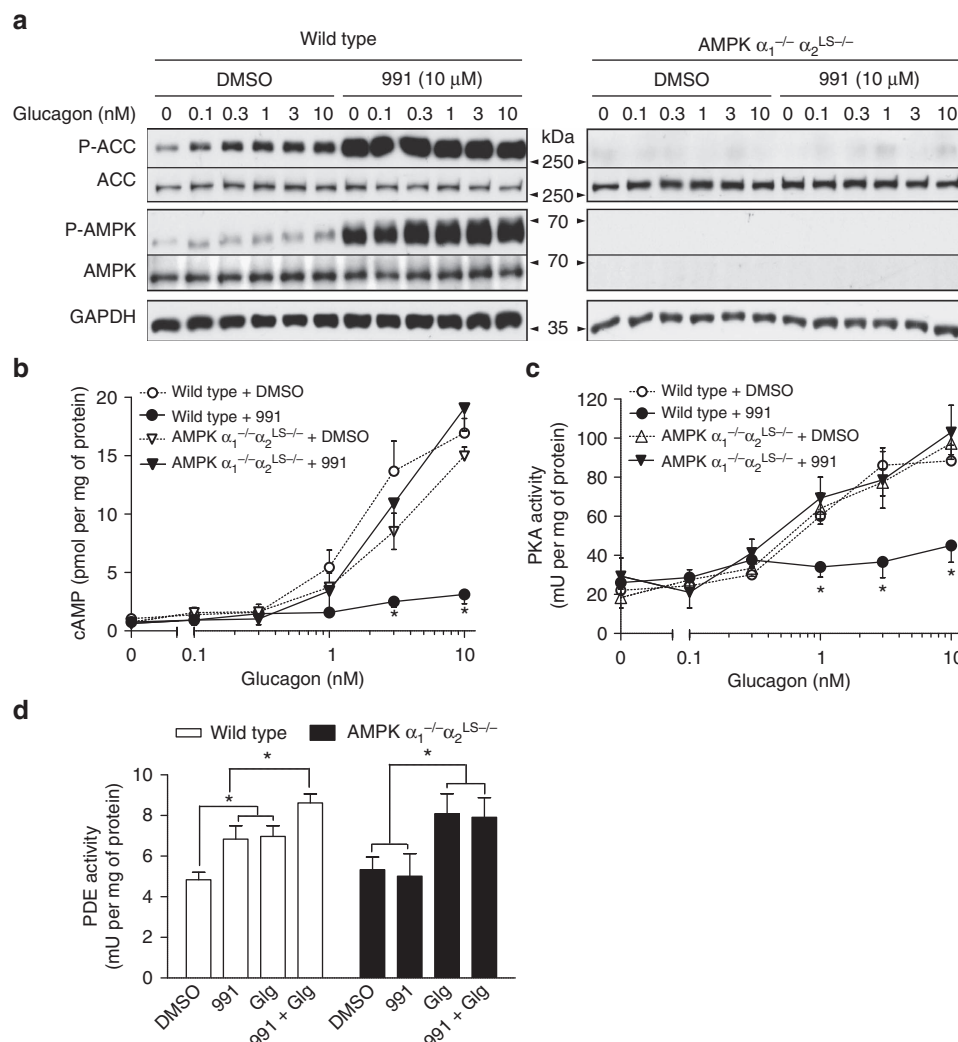 a
Wild type
AMPK α1–/– α2LS–/–
DMSO 991 (10 μM) DMSO 991 (10 μM)
Glucagon (nM) 0 0.1 0.3 1 3 10 0 0.1 0.3 1 3 10 0 0.1 0.3 1 3 10 0 0.1 0.3 1 3 10
kDa
P-ACC
250
ACC
250
P-AMPK
70
AMPK
70
GAPDH
35
b
Wild type + DMSO
Wild type + 991
AMPK α1–/–α2LS–/– + DMSO
AMPK α1–/–α2LS–/– + 991
cAMP (pmol per mg of protein)
20
15
10
5
0
* *
0 0.1 1 10
Glucagon (nM)
c
Wild type + DMSO
Wild type + 991
AMPK α1–/–α2LS–/– + DMSO
AMPK α1–/–α2LS–/– + 991
PKA activity
(mU per mg of protein)
120
100
80
60
40
20
0
* * *
0 0.1 1 10
Glucagon (nM)
d
Wild type AMPK α1–/–α2LS–/–
PDE activity
(mU per mg of protein)
10
8
6
4
2
0
* * *
DMSO 991 Glg 991 + Glg DMSO 991 Glg 991 + Glg